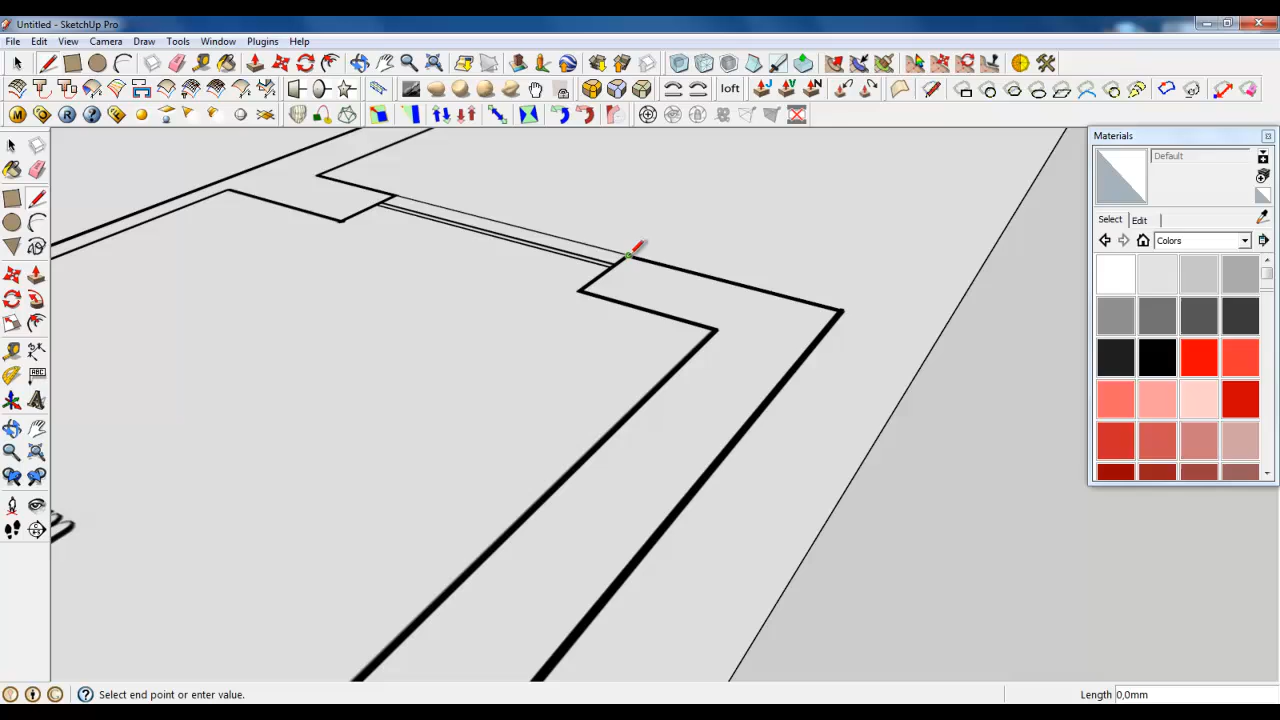 Untitled - SketchUp Pro
File Edit View Camera Draw Tools Window Plugins Help
loft
M O R ? E
Materials
Default
Select Edit
Colors
ABC
Select end point or enter value.
Length 0,0mm